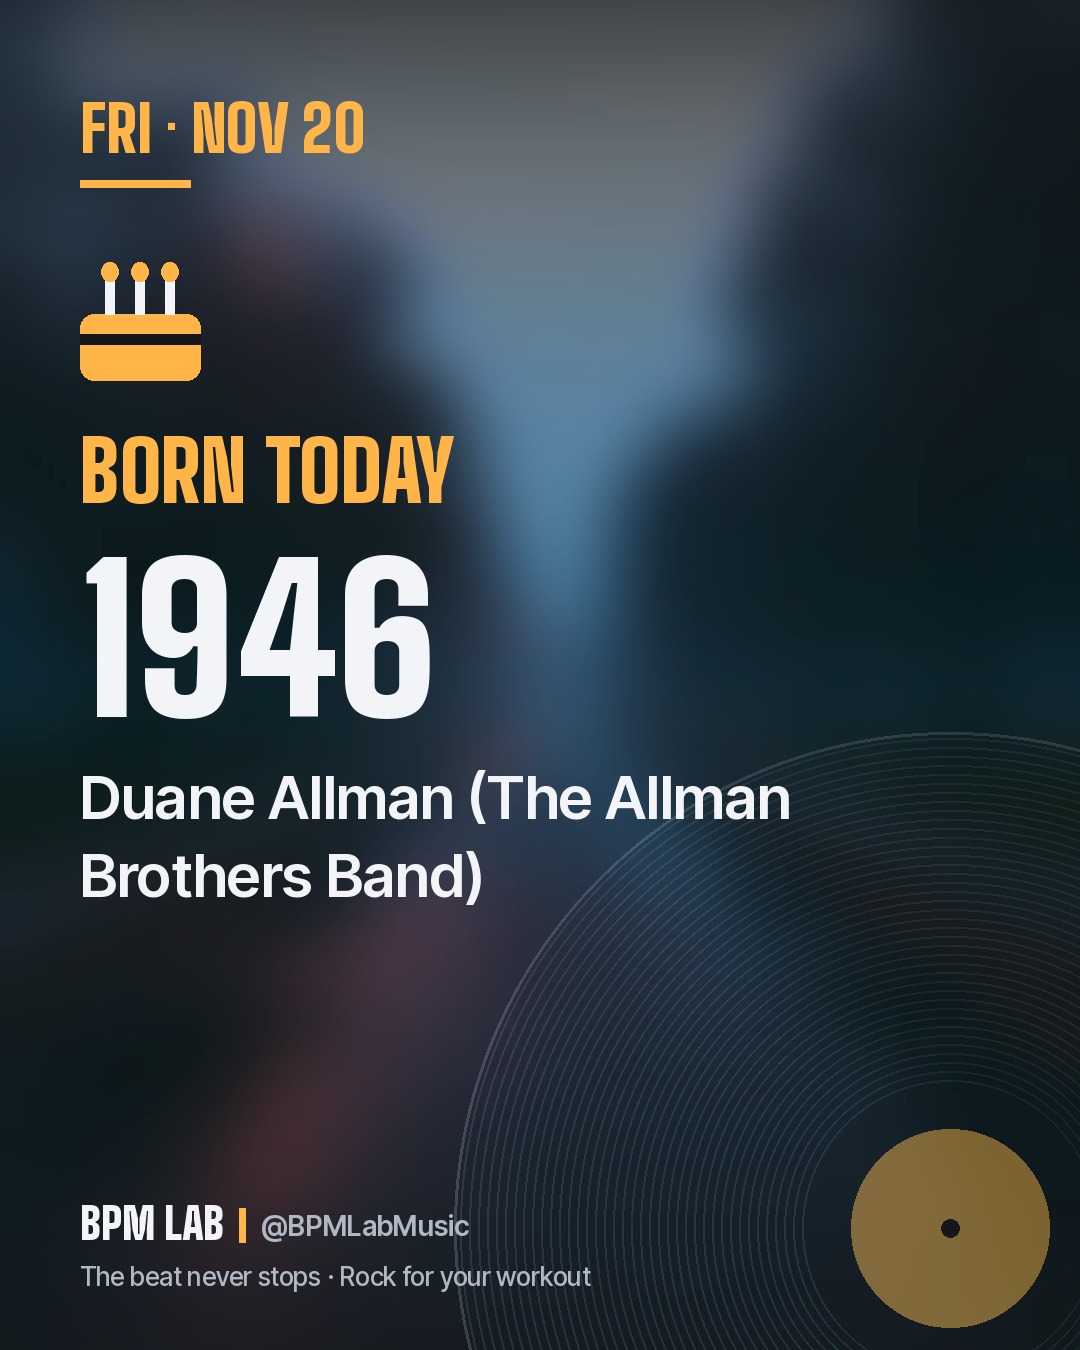 FRI · NOV 20
BORN TODAY
1946
Duane Allman (The Allman
Brothers Band)
BPM LAB | @BPMLabMusic
The beat never stops · Rock for your workout